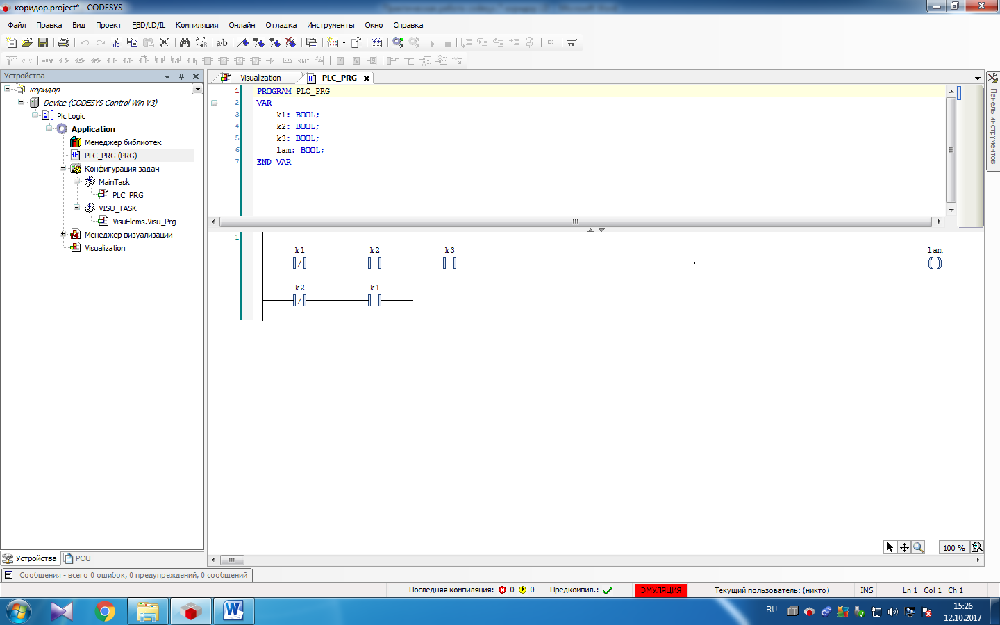 коридор.project* - CODESYS
Файл Правка Вид Проект FBD/LD/IL Компиляция Онлайн Отладка Инструменты Окно Справка
Устройства
коридор
Device (CODESYS Control Win V3)
Plc Logic
Application
Менеджер библиотек
PLC_PRG (PRG)
Конфигурация задач
MainTask
PLC_PRG
VISU_TASK
VisuElems.Visu_Prg
Менеджер визуализации
Visualization
Устройства POU
Visualization PLC_PRG
1 PROGRAM PLC_PRG
2 VAR
3 k1: BOOL;
4 k2: BOOL;
5 k3: BOOL;
6 lam: BOOL;
7 END_VAR
1
k1 k2 k3 lam
k2 k1
100 %
Панель инструментов
Сообщения - всего 0 ошибок, 0 предупреждений, 0 сообщений
Последняя компиляция: 0 0 Предкомпил.: ЭМУЛЯЦИЯ Текущий пользователь: (никто) INS Ln 1 Col 1 Ch 1
RU 15:26
12.10.2017